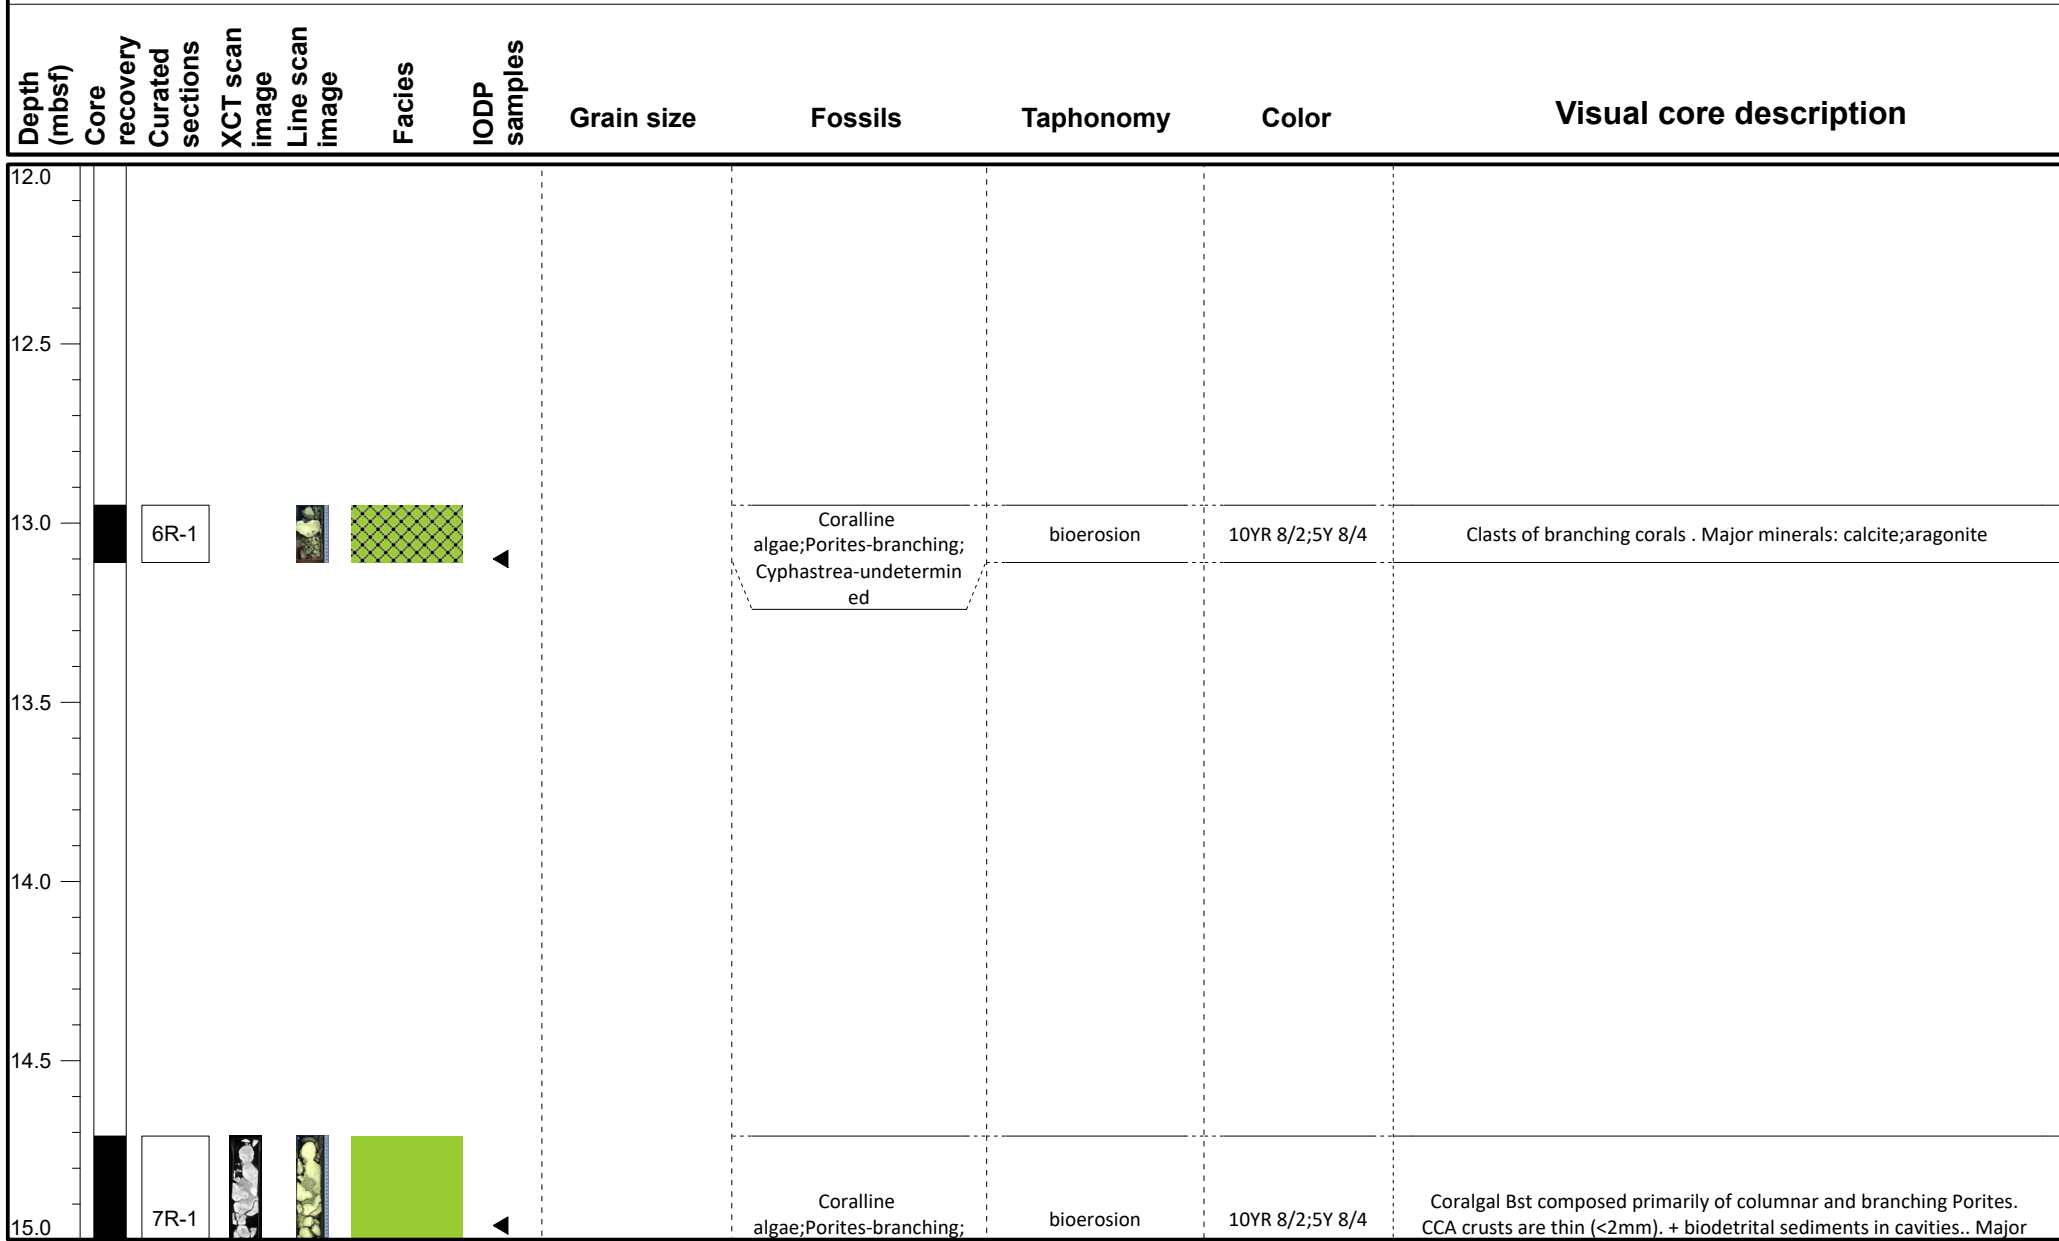 Depth (mbsf)
Core recovery
Curated sections
XCT scan image
Line scan image
Facies
IODP samples
Grain size
Fossils
Taphonomy
Color
Visual core description
12.0
12.5
13.0
6R-1
Coralline
algae;Porites-branching;
Cyphastrea-undetermin
ed
bioerosion
10YR 8/2;5Y 8/4
Clasts of branching corals . Major minerals: calcite;aragonite
13.5
14.0
14.5
15.0
7R-1
Coralline
algae;Porites-branching;
bioerosion
10YR 8/2;5Y 8/4
Coralgal Bst composed primarily of columnar and branching Porites.
CCA crusts are thin (<2mm). + biodetrital sediments in cavities.. Major